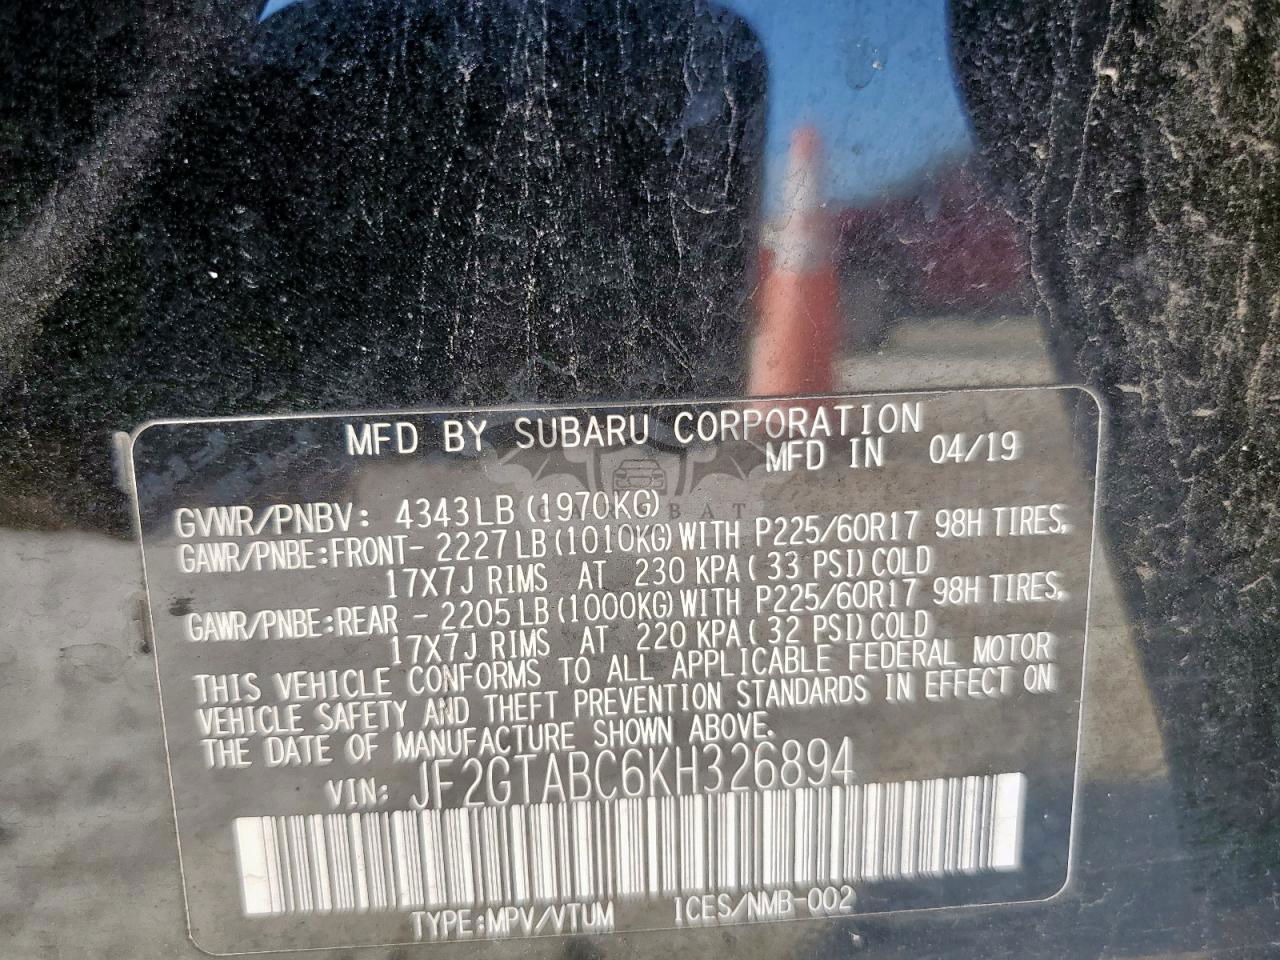 MFD BY SUBARU CORPORATION
MFD IN 04/19
GVWR/PNBV: 4343LB (1970KG)
GAWR/PNBE:FRONT- 2227LB (1010KG) WITH P225/60R17 98H TIRES,
17X7J RIMS AT 230 KPA (33 PSI) COLD
GAWR/PNBE:REAR - 2205LB (1000KG) WITH P225/60R17 98H TIRES,
17X7J RIMS AT 220 KPA (32 PSI) COLD
THIS VEHICLE CONFORMS TO ALL APPLICABLE FEDERAL MOTOR
VEHICLE SAFETY AND THEFT PREVENTION STANDARDS IN EFFECT ON
THE DATE OF MANUFACTURE SHOWN ABOVE.
VIN: JF2GTABC6KH326894
TYPE:MPV/VTUM ICES/NMB-002